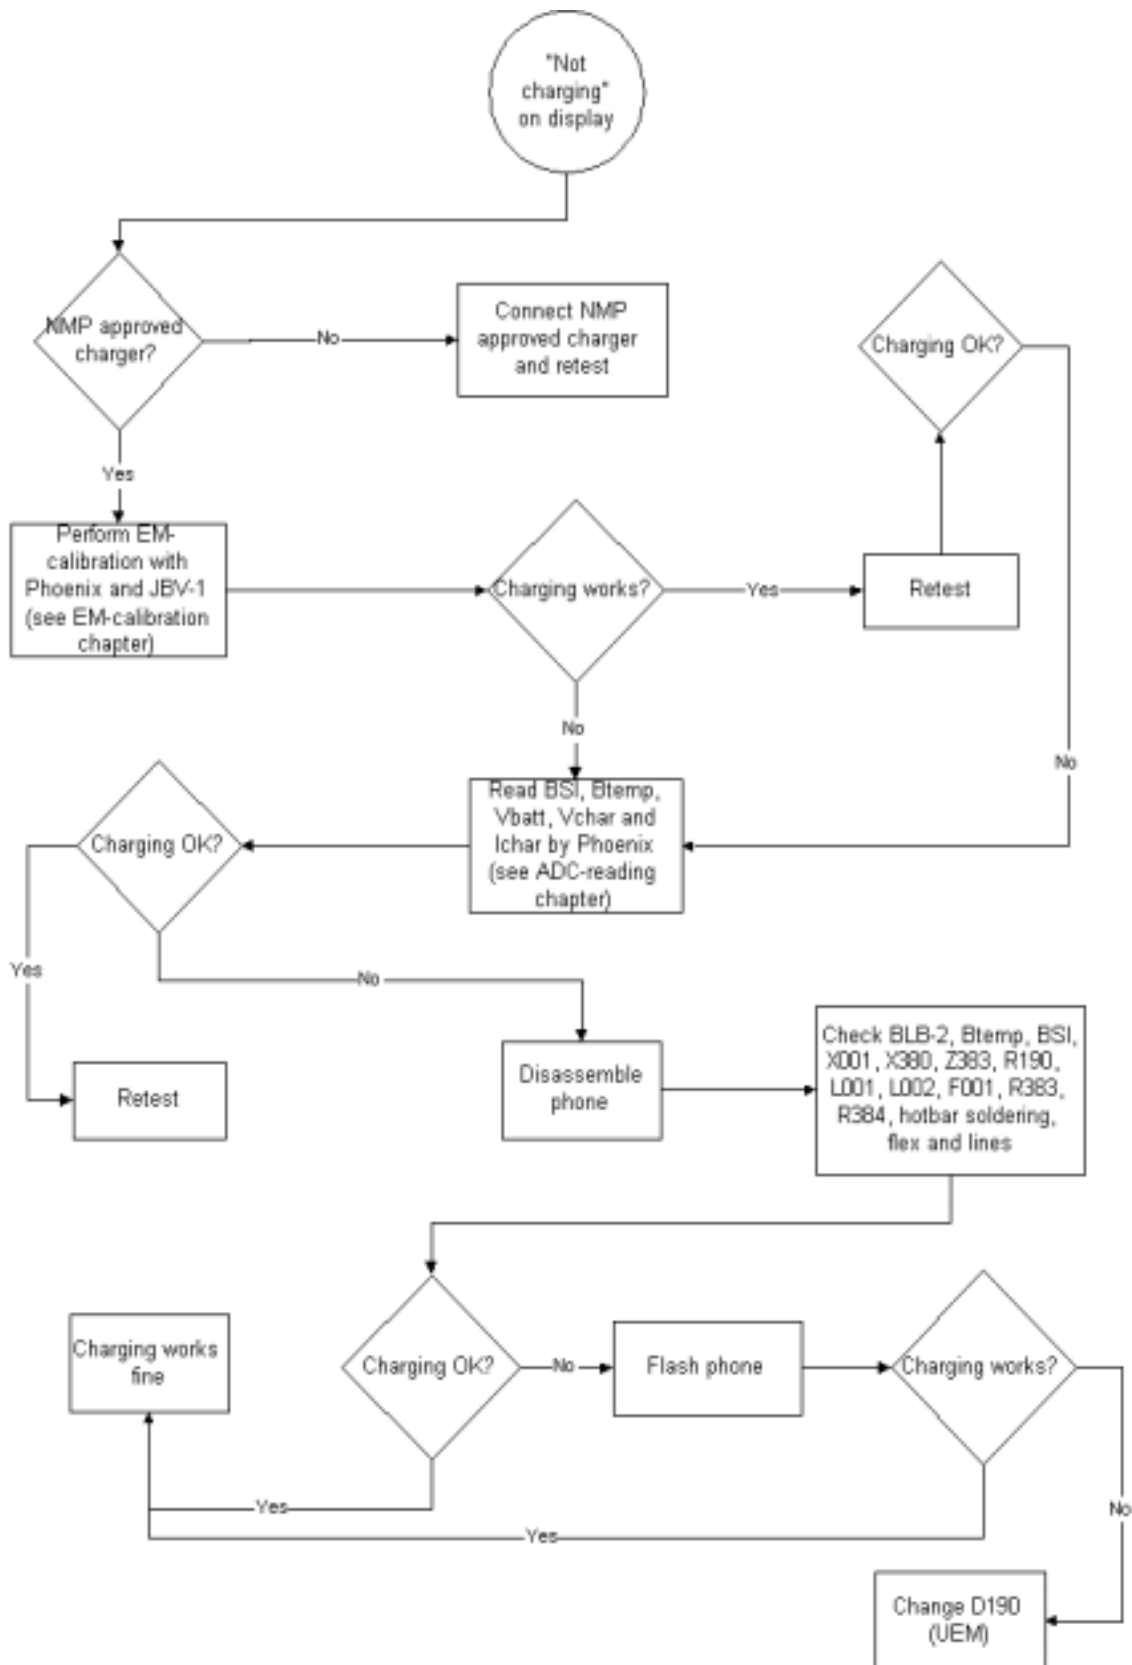 "Not
charging"
on display
NMP approved
charger?
No
Connect NMP
approved charger
and retest
Charging OK?
Yes
Perform EM-
calibration with
Phoenix and JBV-1
(see EM-calibration
chapter)
Charging works?
Yes
Retest
No
No
Read BSI, Btemp,
Vbatt, Vchar and
Ichar by Phoenix
(see ADC-reading
chapter)
Charging OK?
Yes
No
Retest
Disassemble
phone
Check BLB-2, Btemp, BSI,
X001, X380, Z383, R190,
L001, L002, F001, R383,
R384, hotbar soldering,
flex and lines
Charging works
fine
Charging OK?
No
Flash phone
Charging works?
Yes
Yes
No
Change D190
(UEM)